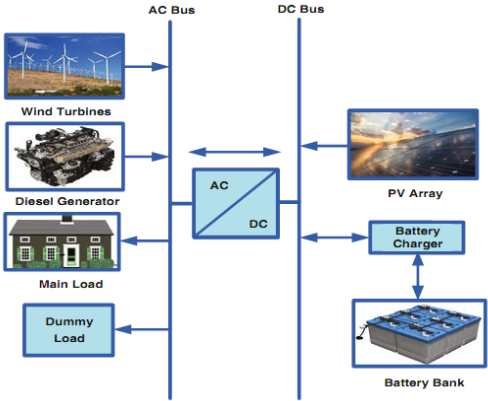 AC Bus
DC Bus
Wind Turbines
Diesel Generator
PV Array
AC
DC
Main Load
Battery
Charger
Dummy
Load
Battery Bank